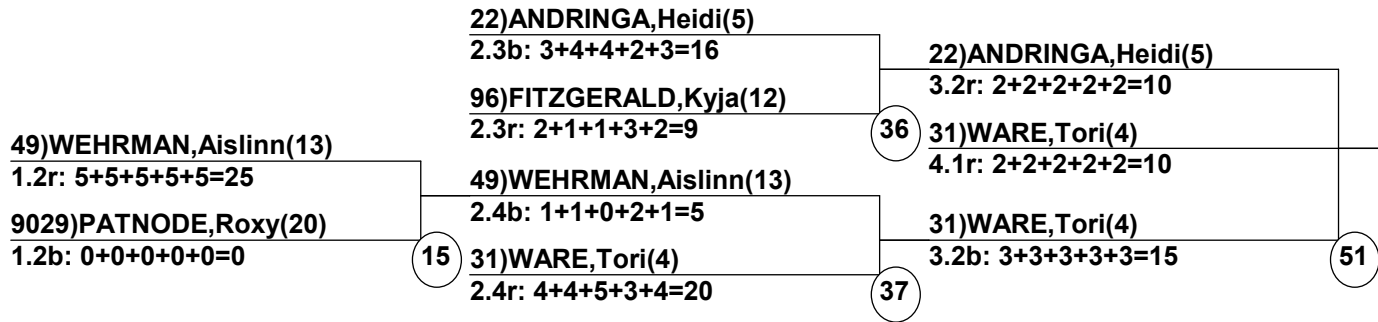 49)WEHRMAN,Aislinn(13)
1.2r: 5+5+5+5+5=25
9029)PATNODE,Roxy(20)
1.2b: 0+0+0+0+0=0
15
22)ANDRINGA,Heidi(5)
2.3b: 3+4+4+2+3=16
96)FITZGERALD,Kyja(12)
2.3r: 2+1+1+3+2=9
36
49)WEHRMAN,Aislinn(13)
2.4b: 1+1+0+2+1=5
31)WARE,Tori(4)
2.4r: 4+4+5+3+4=20
37
22)ANDRINGA,Heidi(5)
3.2r: 2+2+2+2+2=10
31)WARE,Tori(4)
4.1r: 2+2+2+2+2=10
31)WARE,Tori(4)
3.2b: 3+3+3+3+3=15
51